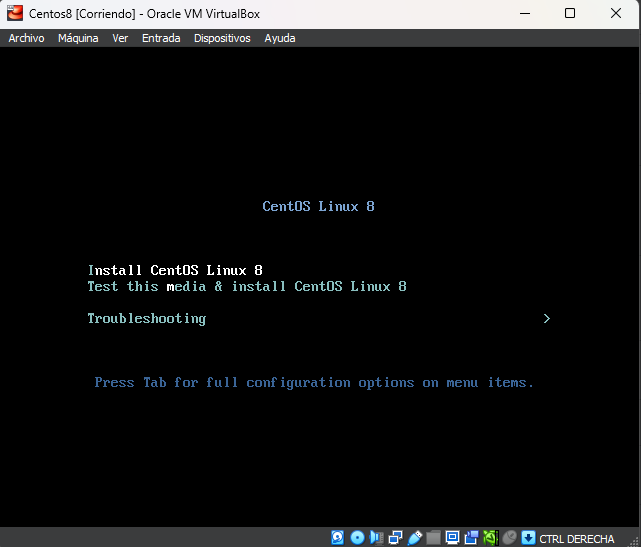 Centos8 [Corriendo] - Oracle VM VirtualBox
Archivo Máquina Ver Entrada Dispositivos Ayuda
CentOS Linux 8
Install CentOS Linux 8
Test this media & install CentOS Linux 8
Troubleshooting >
Press Tab for full configuration options on menu items.
CTRL DERECHA